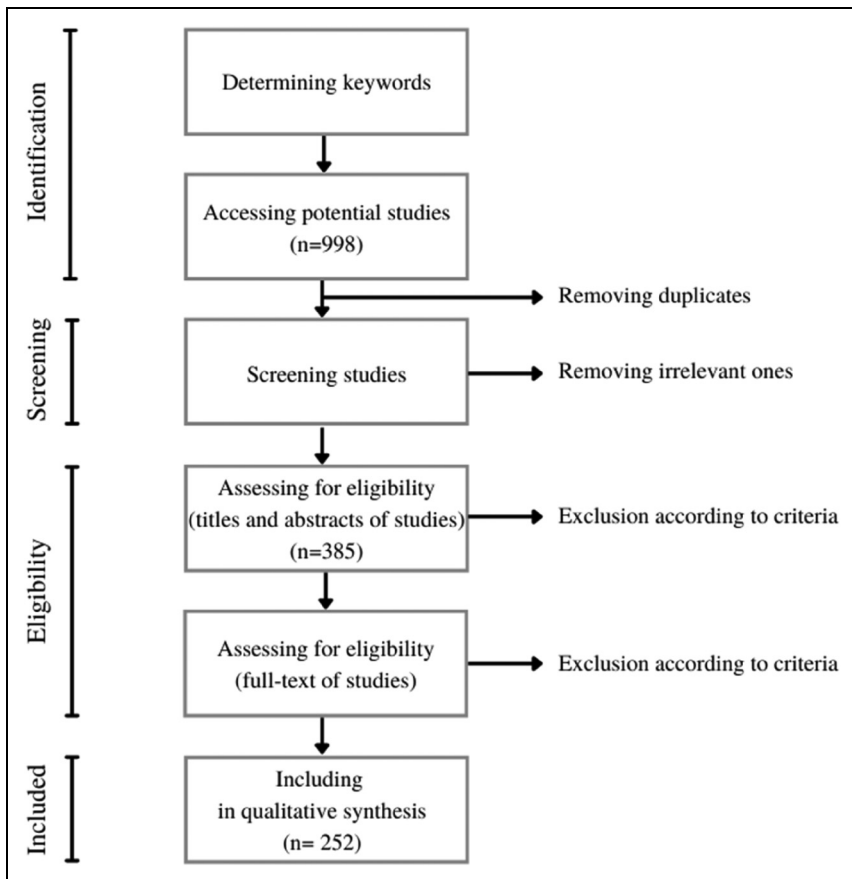 Identification
Determining keywords
Accessing potential studies
(n=998)
Removing duplicates
Screening
Screening studies
Removing irrelevant ones
Eligibility
Assessing for eligibility
(titles and abstracts of studies)
(n=385)
Exclusion according to criteria
Assessing for eligibility
(full-text of studies)
Exclusion according to criteria
Included
Including
in qualitative synthesis
(n= 252)